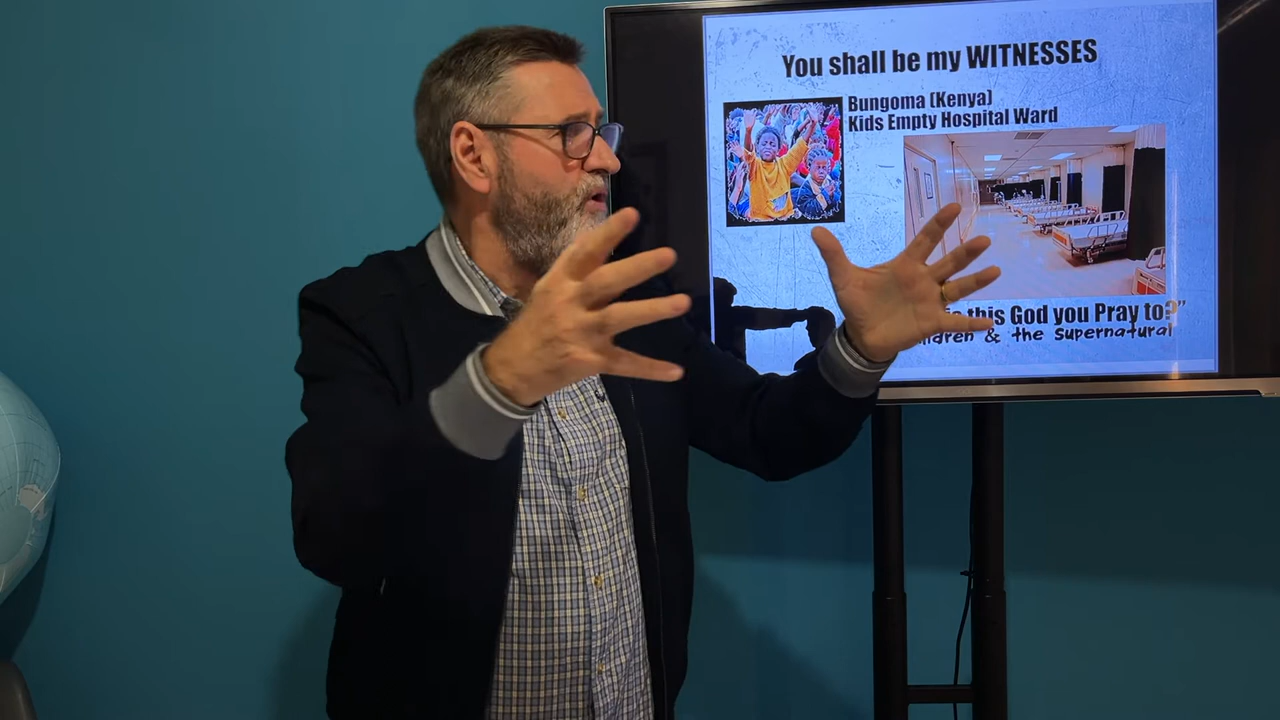 You shall be my WITNESSES
Bungoma (Kenya)
Kids Empty Hospital Ward
this God you Pray to?"
& the Supernatural